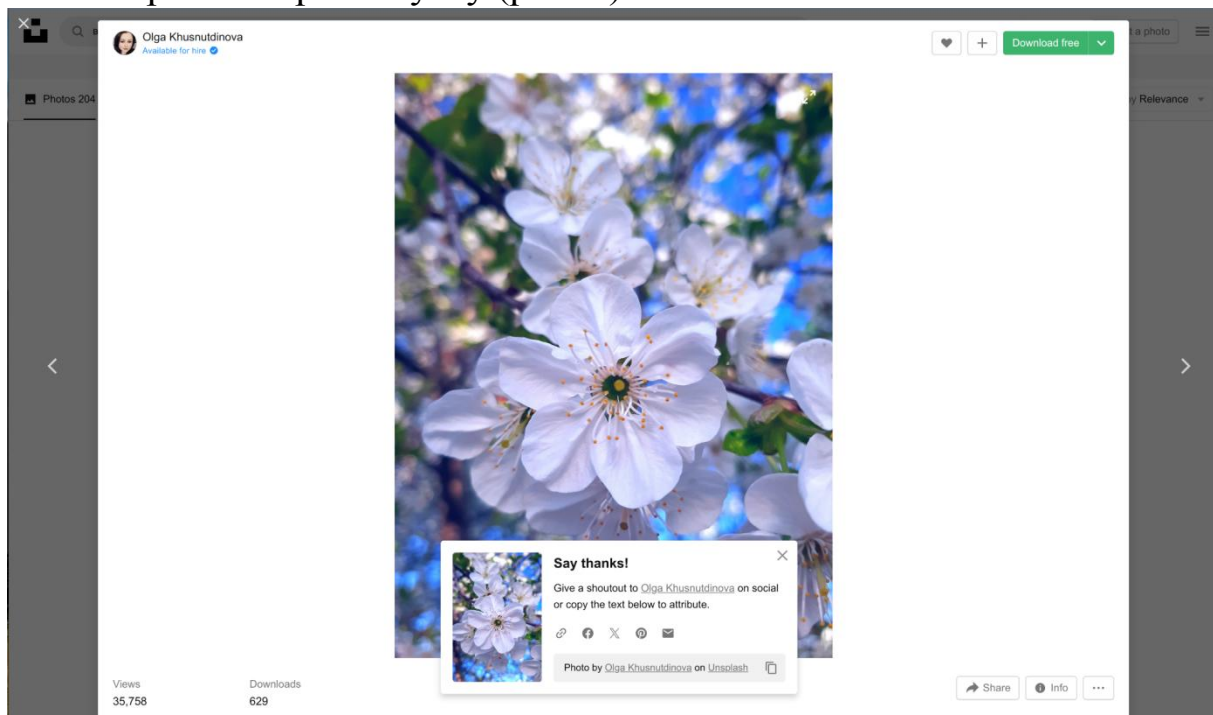 Olga Khusnutdinova
Available for hire
Download free
a photo
Photos 204
Relevance
Say thanks!
Give a shoutout to Olga Khusnutdinova on social
or copy the text below to attribute.
Photo by Olga Khusnutdinova on Unsplash
Views
35,758
Downloads
629
Share
Info